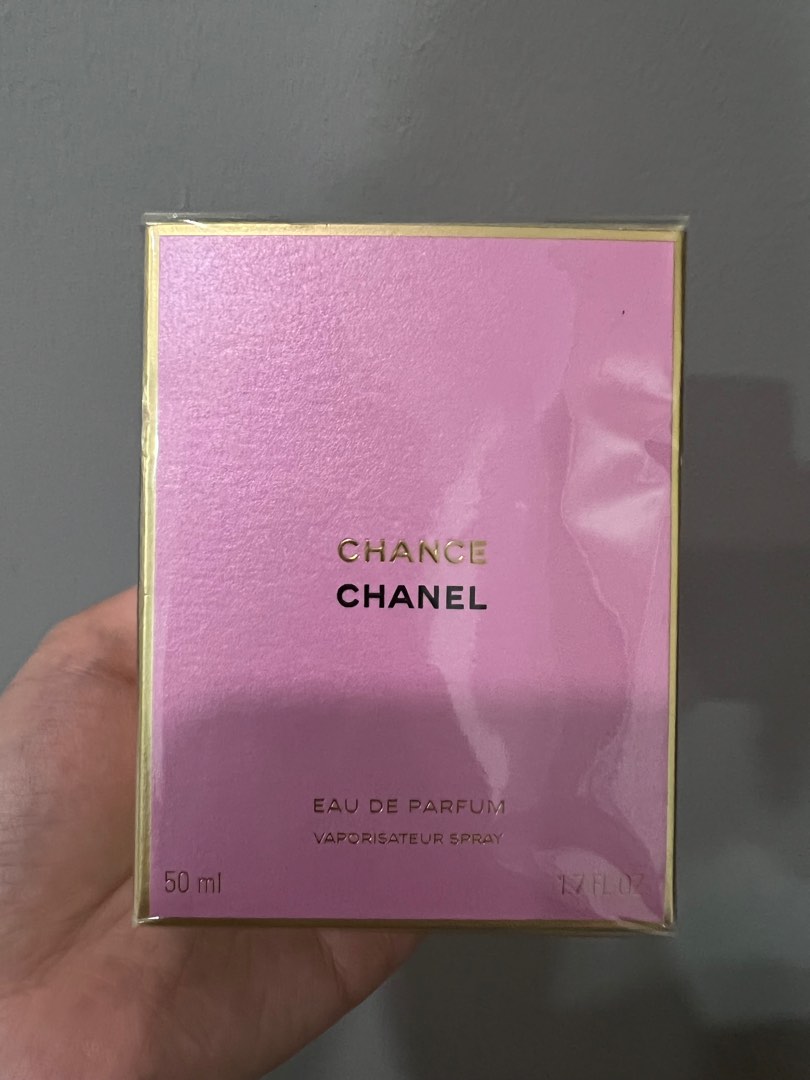 CHANCE
CHANEL
EAU DE PARFUM
VAPORISATEUR SPRAY
50 ml
1.7 FL. OZ